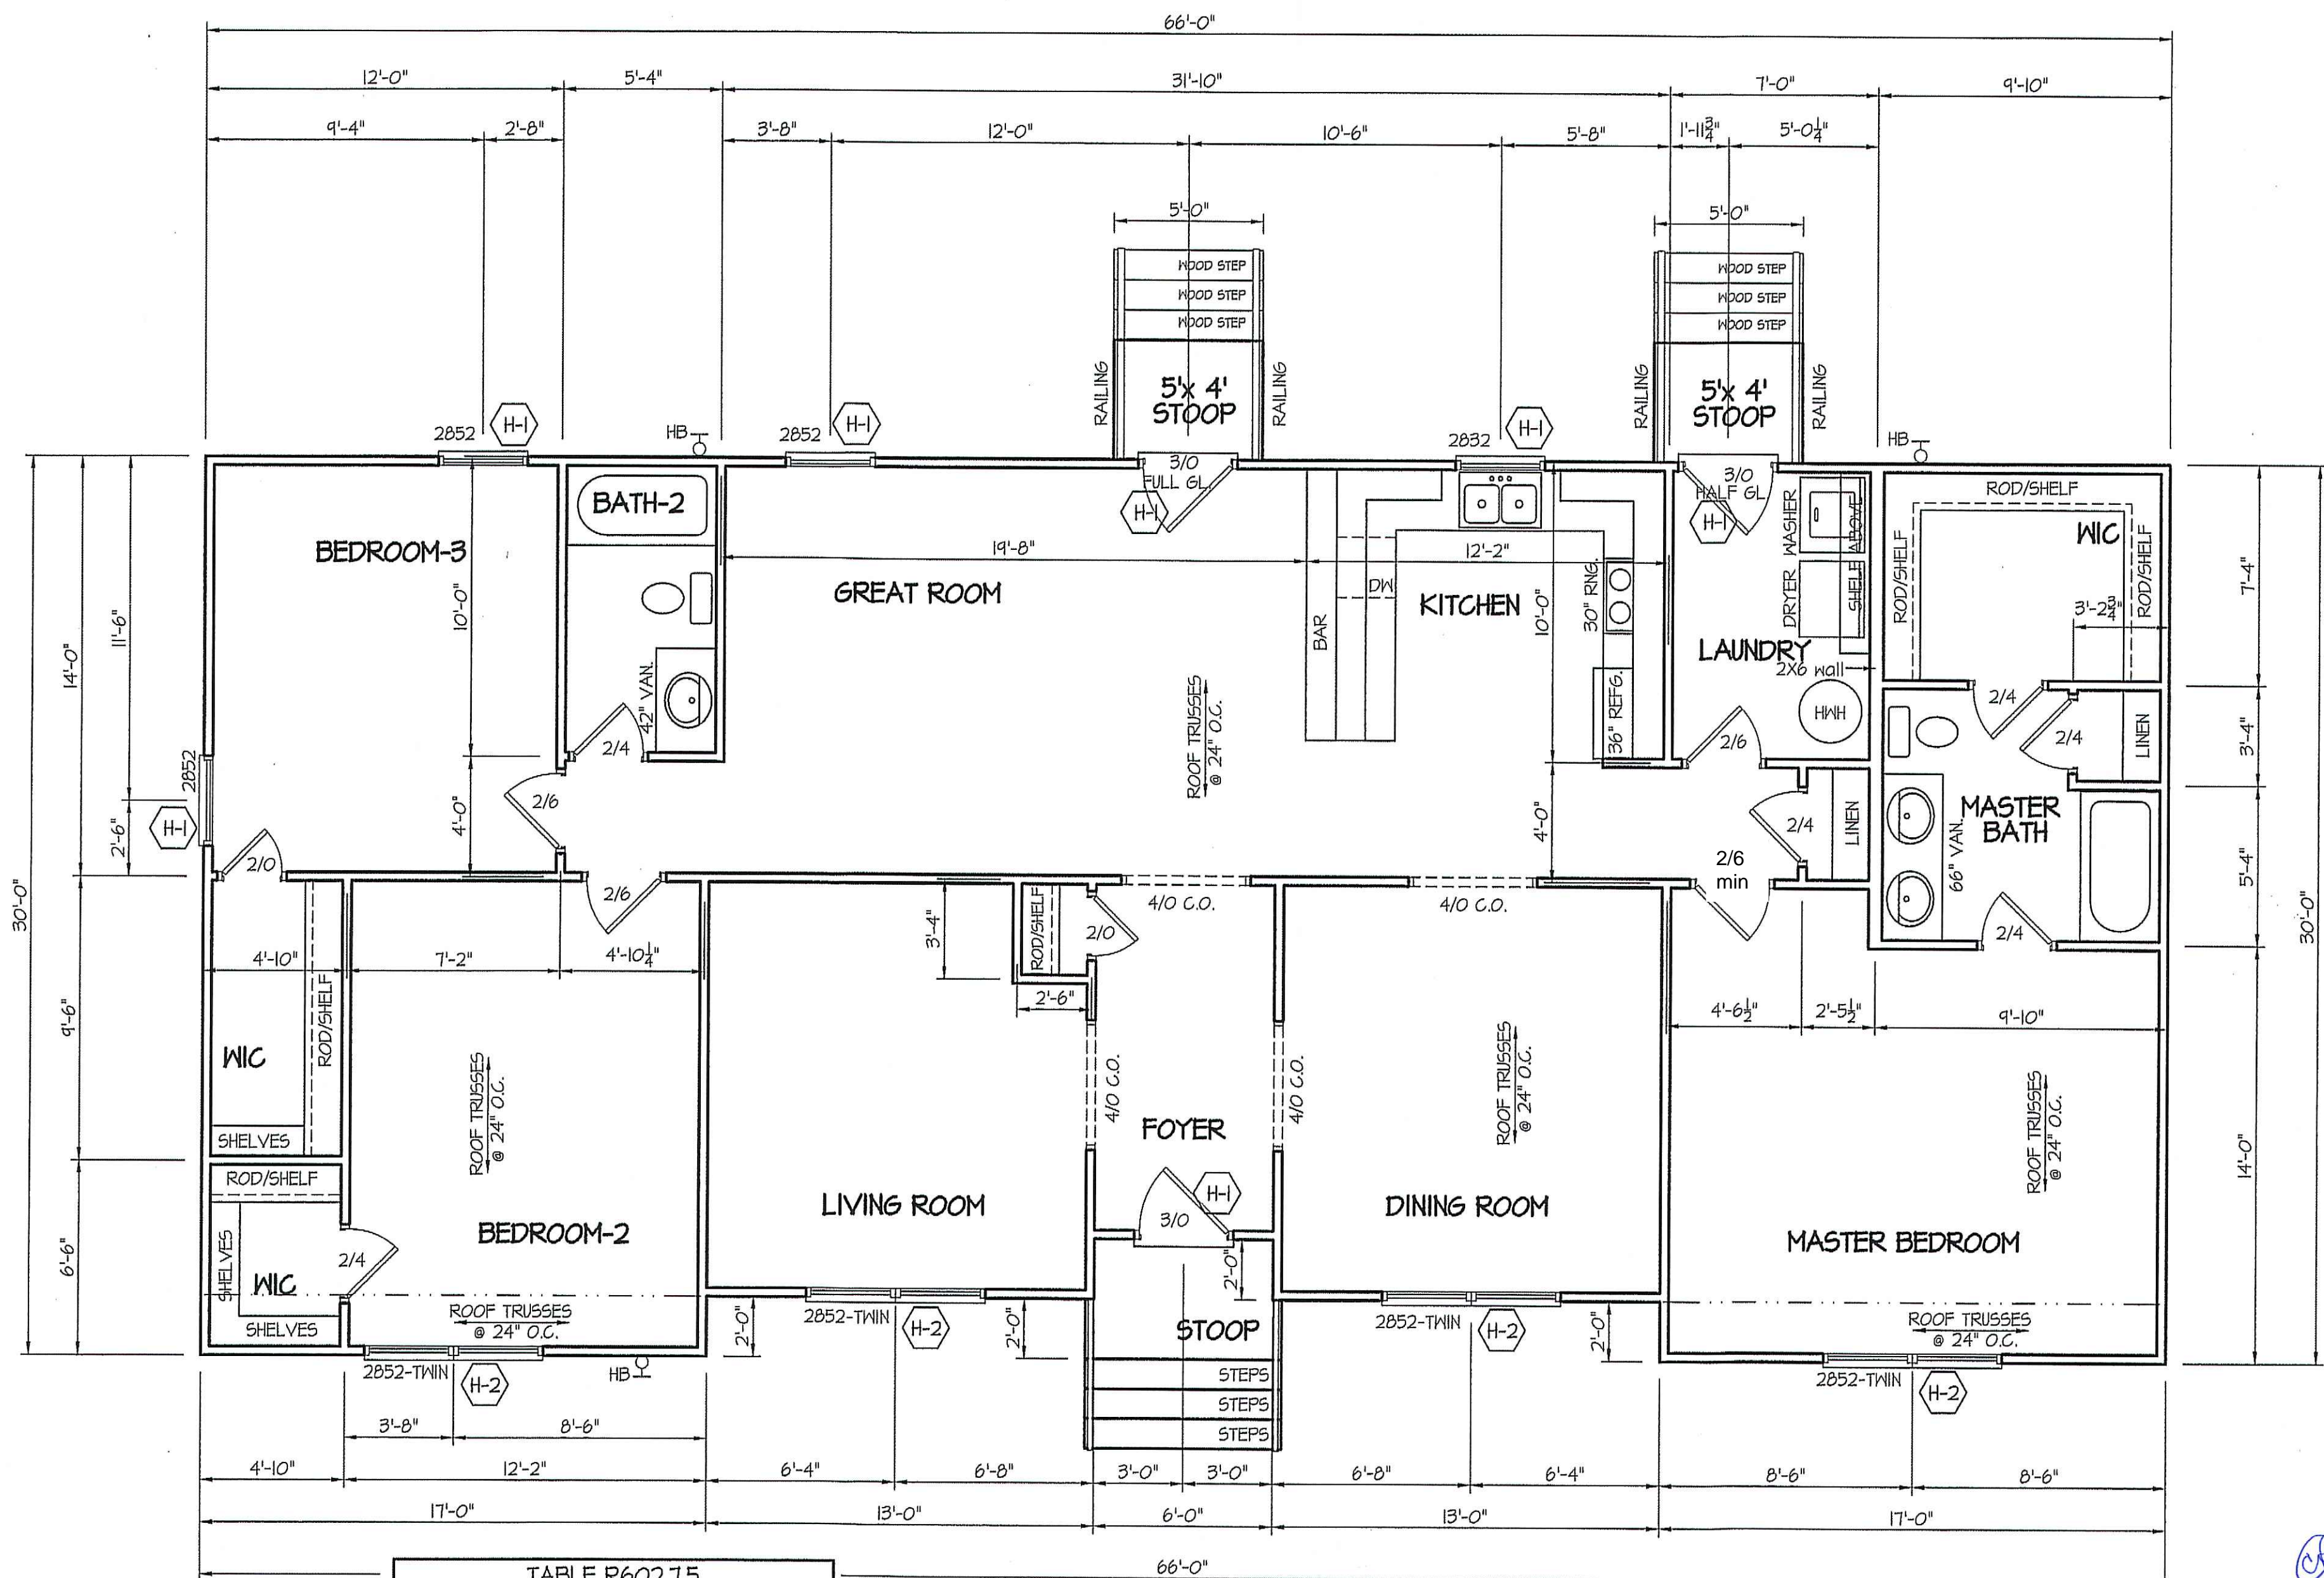 66'-0"
12'-0" 5'-4" 31'-10" 7'-0" 9'-10"
9'-4" 2'-8" 3'-8" 12'-0" 10'-6" 5'-8" 1'-11¾" 5'-0¼"
5'-0" 5'-0"
WOOD STEP WOOD STEP
WOOD STEP WOOD STEP
WOOD STEP WOOD STEP
RAILING 5'x 4' STOOP RAILING
RAILING 5'x 4' STOOP RAILING
2852 H-1 HB 2852 H-1 2832 H-1 HB
3/0 FULL GL. H-1
3/0 HALF GL H-1
BEDROOM-3
10'-0"
4'-0"
BATH-2
42" VAN.
2/4
2/6
19'-8"
GREAT ROOM
ROOF TRUSSES
@ 24" O.C.
BAR
DW
12'-2"
KITCHEN
10'-0"
4'-0"
30" RNG.
36" REFG.
WASHER
DRYER
SHELF ABOVE
LAUNDRY
2X6 wall
HWH
2/6
ROD/SHELF
WIC
ROD/SHELF
ROD/SHELF
3'-2¾"
2/4
2/4
LINEN
MASTER
BATH
66" VAN.
2/4
2/4
LINEN
2/6
min
30'-0"
14'-0"
11'-6"
2'-6"
2852
H-1
9'-6"
6'-6"
7'-4"
3'-4"
5'-4"
14'-0"
30'-0"
2/0
2/6
4'-10" 7'-2" 4'-10¼"
ROD/SHELF
WIC
SHELVES
ROD/SHELF
SHELVES
WIC
SHELVES
2/4
ROOF TRUSSES
@ 24" O.C.
BEDROOM-2
ROOF TRUSSES
@ 24" O.C.
2852-TWIN H-2 HB
3'-4"
ROD/SHELF
2/0
2'-6"
LIVING ROOM
2'-0"
2852-TWIN H-2
2'-0"
4/0 C.O.
4/0 C.O.
4/0 C.O.
4/0 C.O.
FOYER
H-1
3/0
2'-0"
STOOP
STEPS
STEPS
STEPS
ROOF TRUSSES
@ 24" O.C.
DINING ROOM
2852-TWIN H-2
2'-0"
4'-6½" 2'-5½" 9'-10"
ROOF TRUSSES
@ 24" O.C.
MASTER BEDROOM
ROOF TRUSSES
@ 24" O.C.
2852-TWIN H-2
3'-8" 8'-6"
4'-10" 12'-2" 6'-4" 6'-8" 3'-0" 3'-0" 6'-8" 6'-4" 8'-6" 8'-6"
17'-0" 13'-0" 6'-0" 13'-0" 17'-0"
TABLE R602.7.5
66'-0"